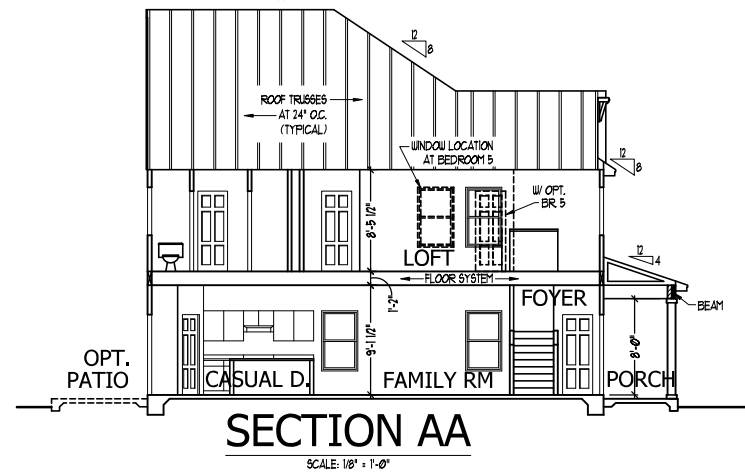 12
8
ROOF TRUSSES
AT 24" O.C.
(TYPICAL)
WINDOW LOCATION
AT BEDROOM 5
12
8
W/ OPT.
BR. 5
8'-5 1/2"
LOFT
12
4
FLOOR SYSTEM
1'-2"
FOYER
BEAM
9'-1 1/2"
8'-0"
OPT.
PATIO
CASUAL D.
FAMILY RM
PORCH
SECTION AA
SCALE: 1/8" = 1'-0"